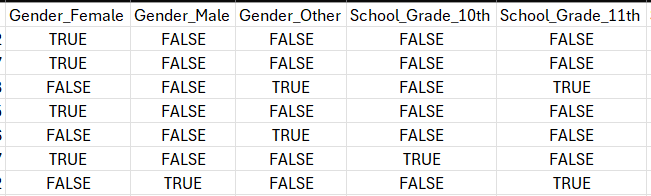 Gender_Female Gender_Male Gender_Other School_Grade_10th School_Grade_11th
TRUE FALSE FALSE FALSE FALSE
TRUE FALSE FALSE FALSE FALSE
FALSE FALSE TRUE FALSE TRUE
TRUE FALSE FALSE FALSE FALSE
FALSE FALSE TRUE FALSE FALSE
TRUE FALSE FALSE TRUE FALSE
FALSE TRUE FALSE FALSE TRUE